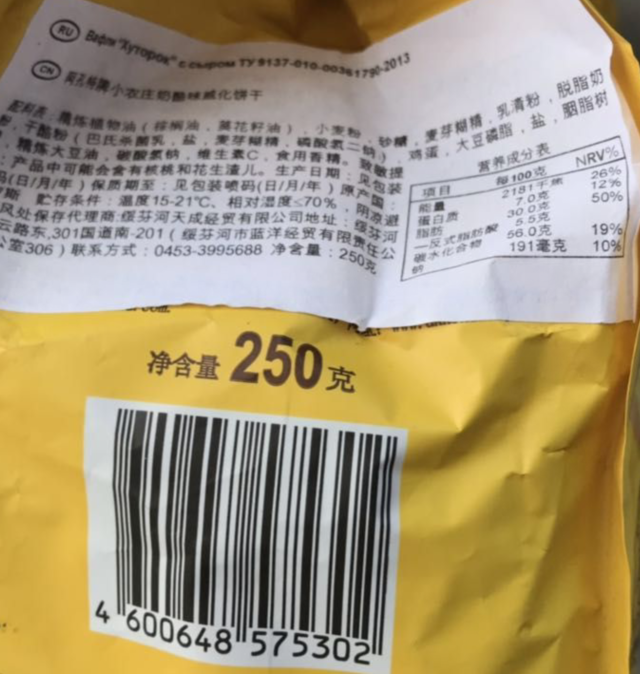 RU Вафли "Хуторок" с сыром ТУ 9137-010-00361790-2013
CN 阿孔特牌小农庄奶酪味威化饼干
配料表：精炼植物油（棕榈油，葵花籽油），小麦粉，砂糖，麦芽糊精，乳清粉，脱脂奶
粉，干酪粉（巴氏杀菌乳，盐，麦芽糊精，磷酸氢二钠），鸡蛋，大豆磷脂，盐，胭脂树
精炼大豆油，碳酸氢钠，维生素C，食用香精。致敏提
：产品中可能会含有核桃和花生渣儿。生产日期：见包装
码(日/月/年）保质期至：见包装喷码(日/月/年）原产国：
斯 贮存条件：温度15-21℃、相对湿度≤70%，阴凉避
风处保存代理商:绥芬河天成经贸有限公司地址：绥芬河
云路东,301国道南-201（绥芬河市蓝洋经贸有限责任公
公室306）联系方式：0453-3995688 净含量：250克
营养成分表
项目 每100克 NRV%
能量 2181千焦 26%
蛋白质 7.0克 12%
脂肪 30.0克 50%
—反式脂肪酸 5.5克
碳水化合物 56.0克 19%
钠 191毫克 10%
净含量 250克
4 600648 575302